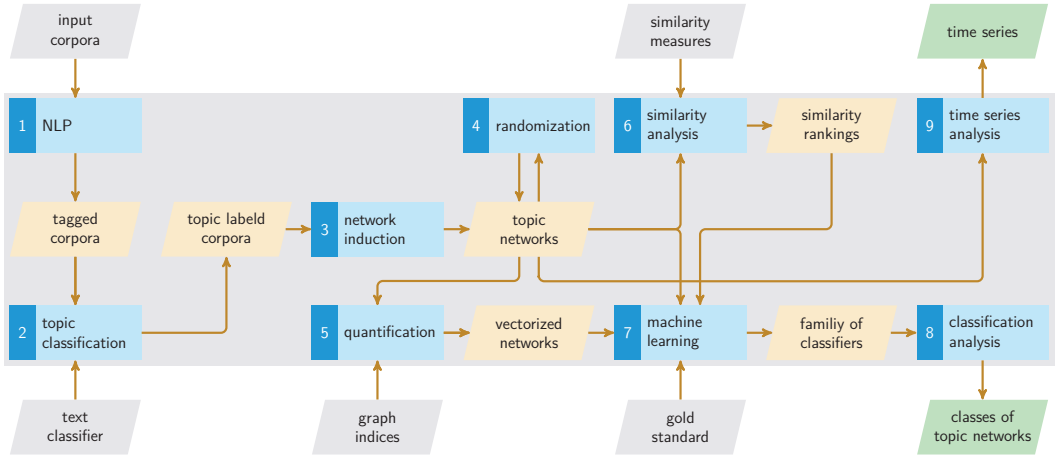 input
corpora
similarity
measures
time series
1 NLP
4 randomization
6 similarity
analysis
similarity
rankings
9 time series
analysis
tagged
corpora
topic labeld
corpora
3 network
induction
topic
networks
2 topic
classification
5 quantification
vectorized
networks
7 machine
learning
familiy of
classifiers
8 classification
analysis
text
classifier
graph
indices
gold
standard
classes of
topic networks